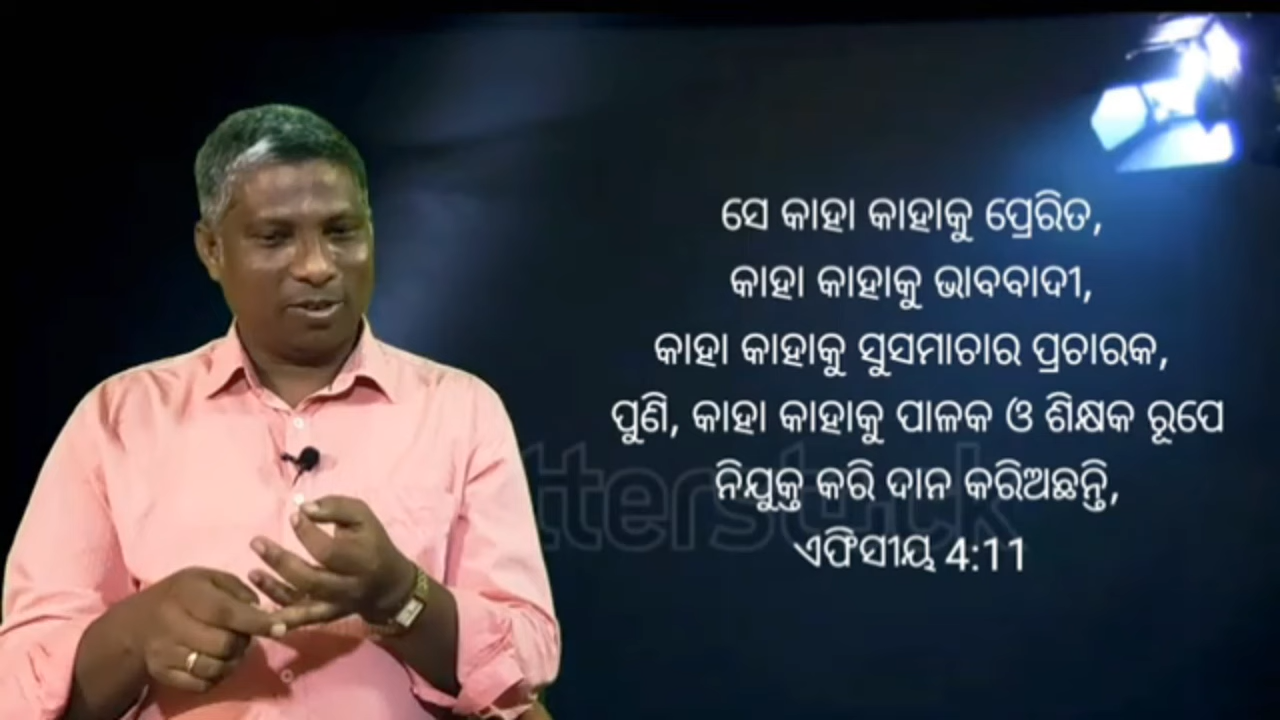 ସେ କାହା କାହାକୁ ପ୍ରେରିତ,
କାହା କାହାକୁ ଭାବବାଦୀ,
କାହା କାହାକୁ ସୁସମାଚାର ପ୍ରଚାରକ,
ପୁଣି, କାହା କାହାକୁ ପାଳକ ଓ ଶିକ୍ଷକ ରୂପେ
ନିଯୁକ୍ତ କରି ଦାନ କରିଅଛନ୍ତି,
ଏଫିସୀୟ 4:11